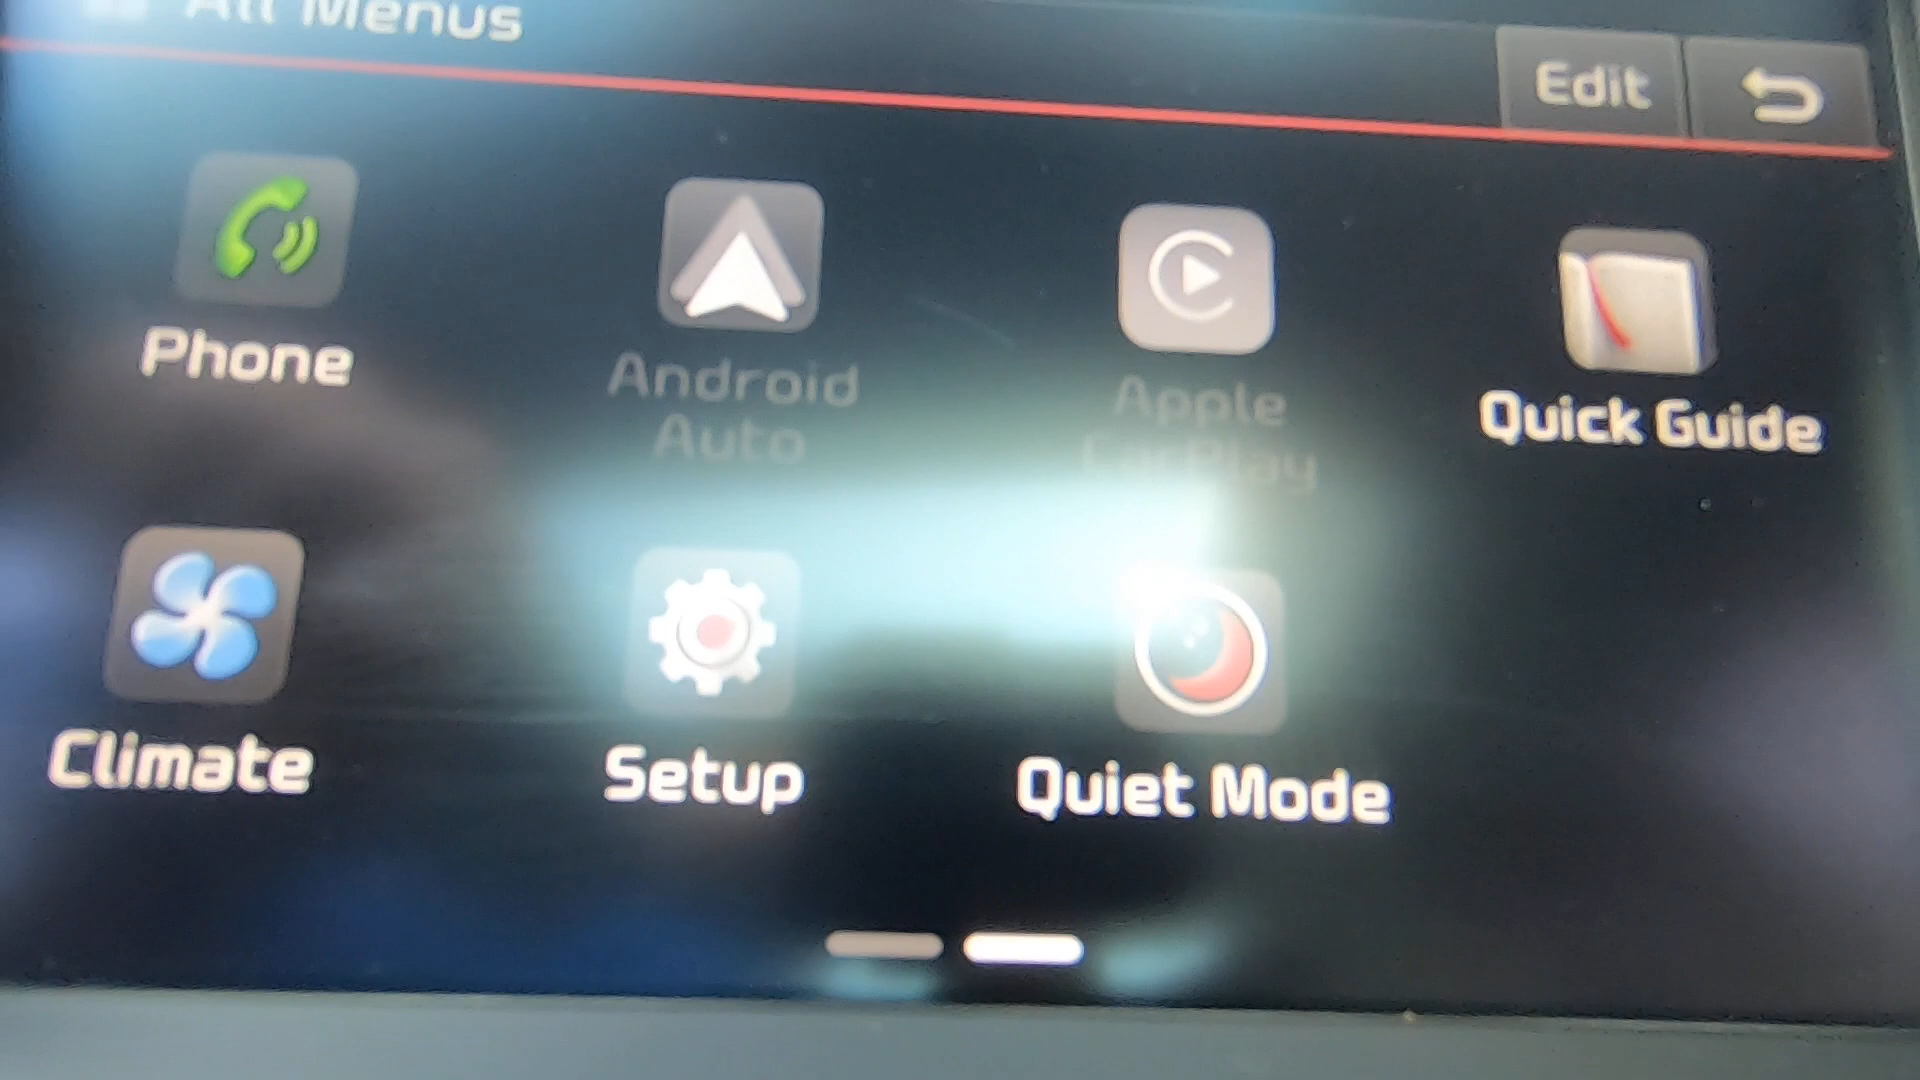 All Menus
Edit
Phone
Android
Auto
Apple
CarPlay
Quick Guide
Climate
Setup
Quiet Mode